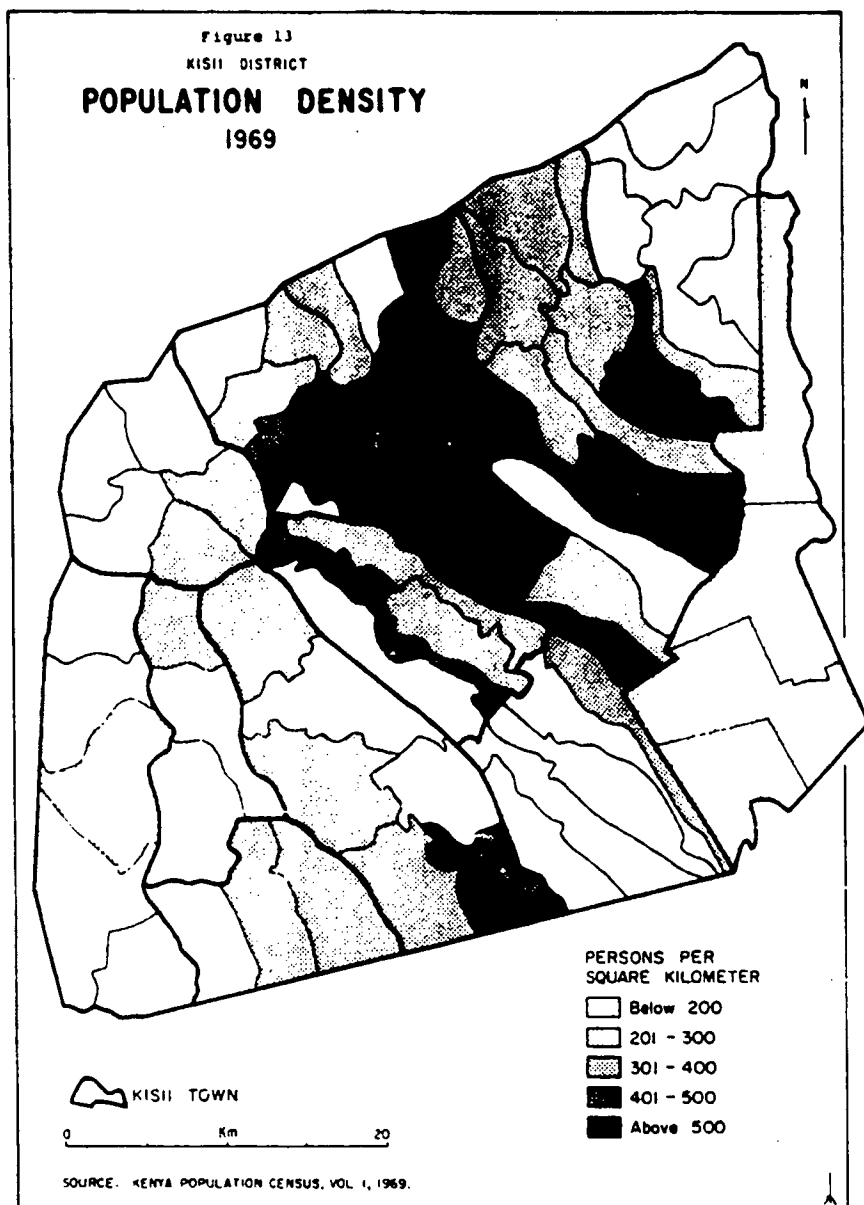 Figure 13
KISII DISTRICT
POPULATION DENSITY
1969
N
PERSONS PER
SQUARE KILOMETER
Below 200
201 - 300
301 - 400
401 - 500
Above 500
KISII TOWN
0 Km 20
SOURCE. KENYA POPULATION CENSUS, VOL 1, 1969.